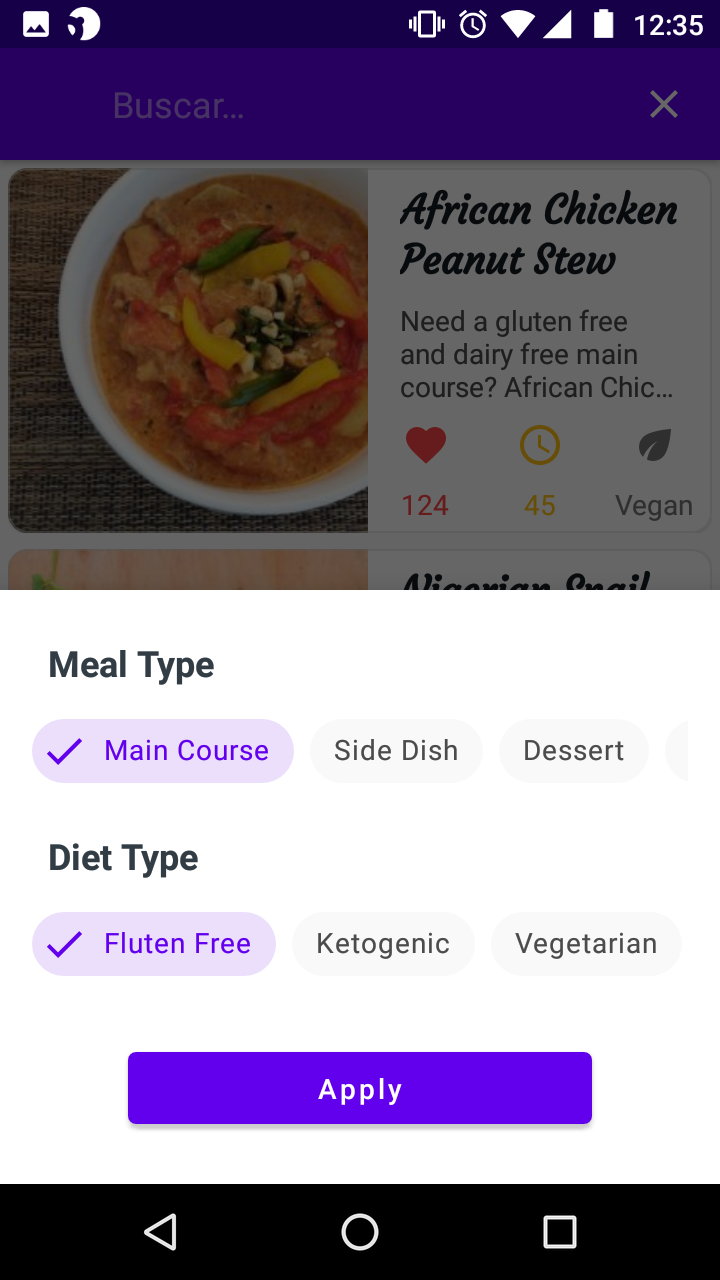 12:35
Buscar...
African Chicken
Peanut Stew
Need a gluten free
and dairy free main
course? African Chic...
124 45 Vegan
Nigerian Snail
Meal Type
Main Course Side Dish Dessert
Diet Type
Fluten Free Ketogenic Vegetarian
Apply